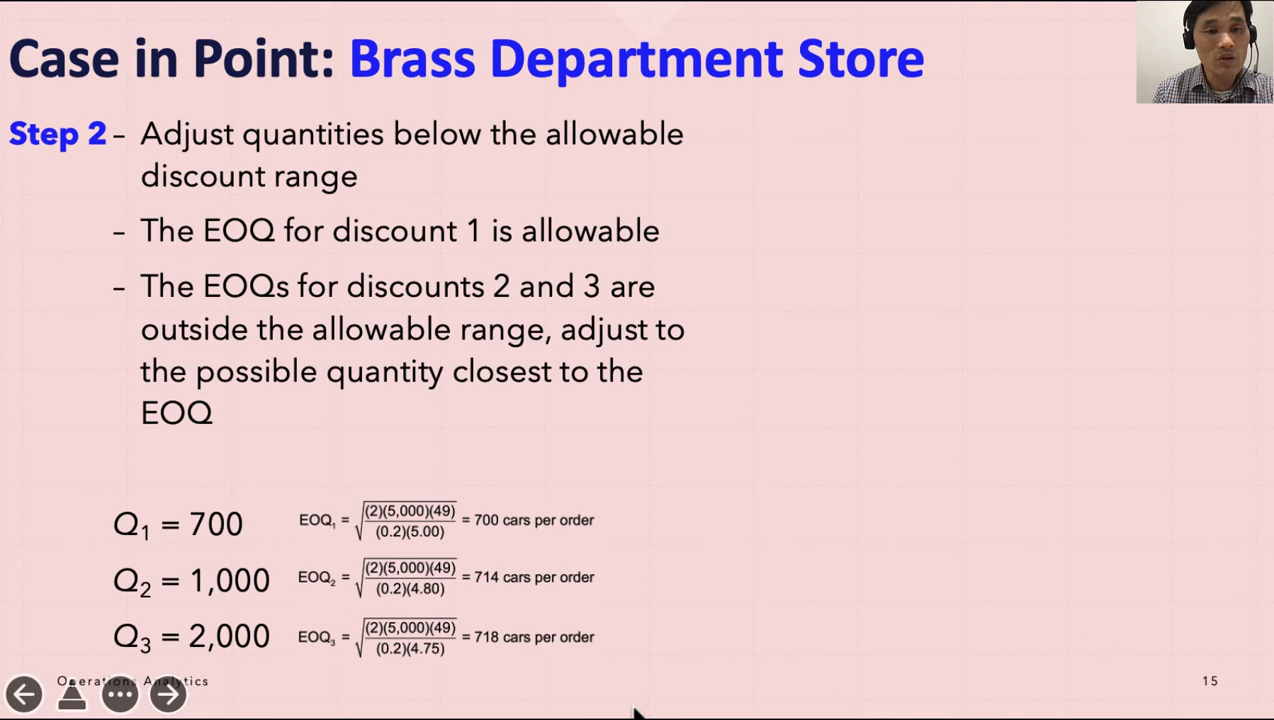 Case in Point: Brass Department Store
Step 2 – Adjust quantities below the allowable
discount range
– The EOQ for discount 1 is allowable
– The EOQs for discounts 2 and 3 are
outside the allowable range, adjust to
the possible quantity closest to the
EOQ
Q₁ = 700 EOQ₁ = √((2)(5,000)(49) / (0.2)(5.00)) = 700 cars per order
Q₂ = 1,000 EOQ₂ = √((2)(5,000)(49) / (0.2)(4.80)) = 714 cars per order
Q₃ = 2,000 EOQ₃ = √((2)(5,000)(49) / (0.2)(4.75)) = 718 cars per order
Operations Analytics 15